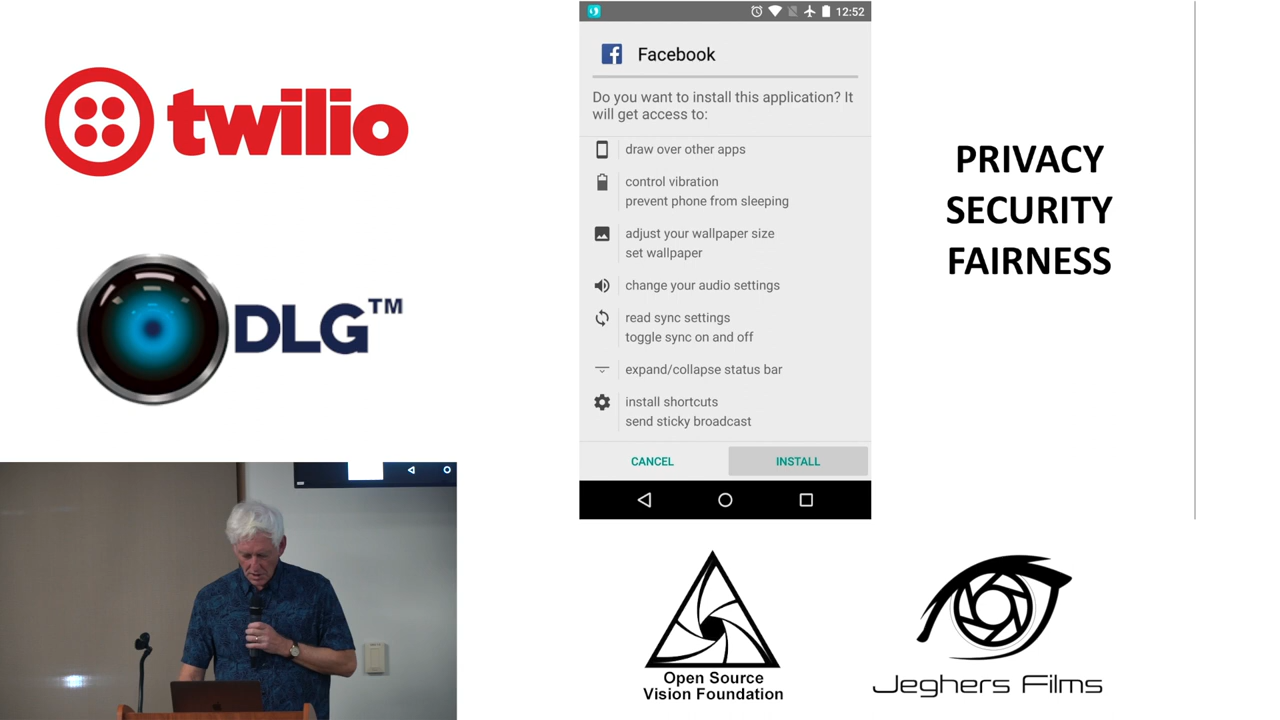 twilio
DLG™
12:52
Facebook
Do you want to install this application? It
will get access to:
draw over other apps
control vibration
prevent phone from sleeping
adjust your wallpaper size
set wallpaper
change your audio settings
read sync settings
toggle sync on and off
expand/collapse status bar
install shortcuts
send sticky broadcast
CANCEL
INSTALL
PRIVACY
SECURITY
FAIRNESS
Open Source
Vision Foundation
Jeghers Films